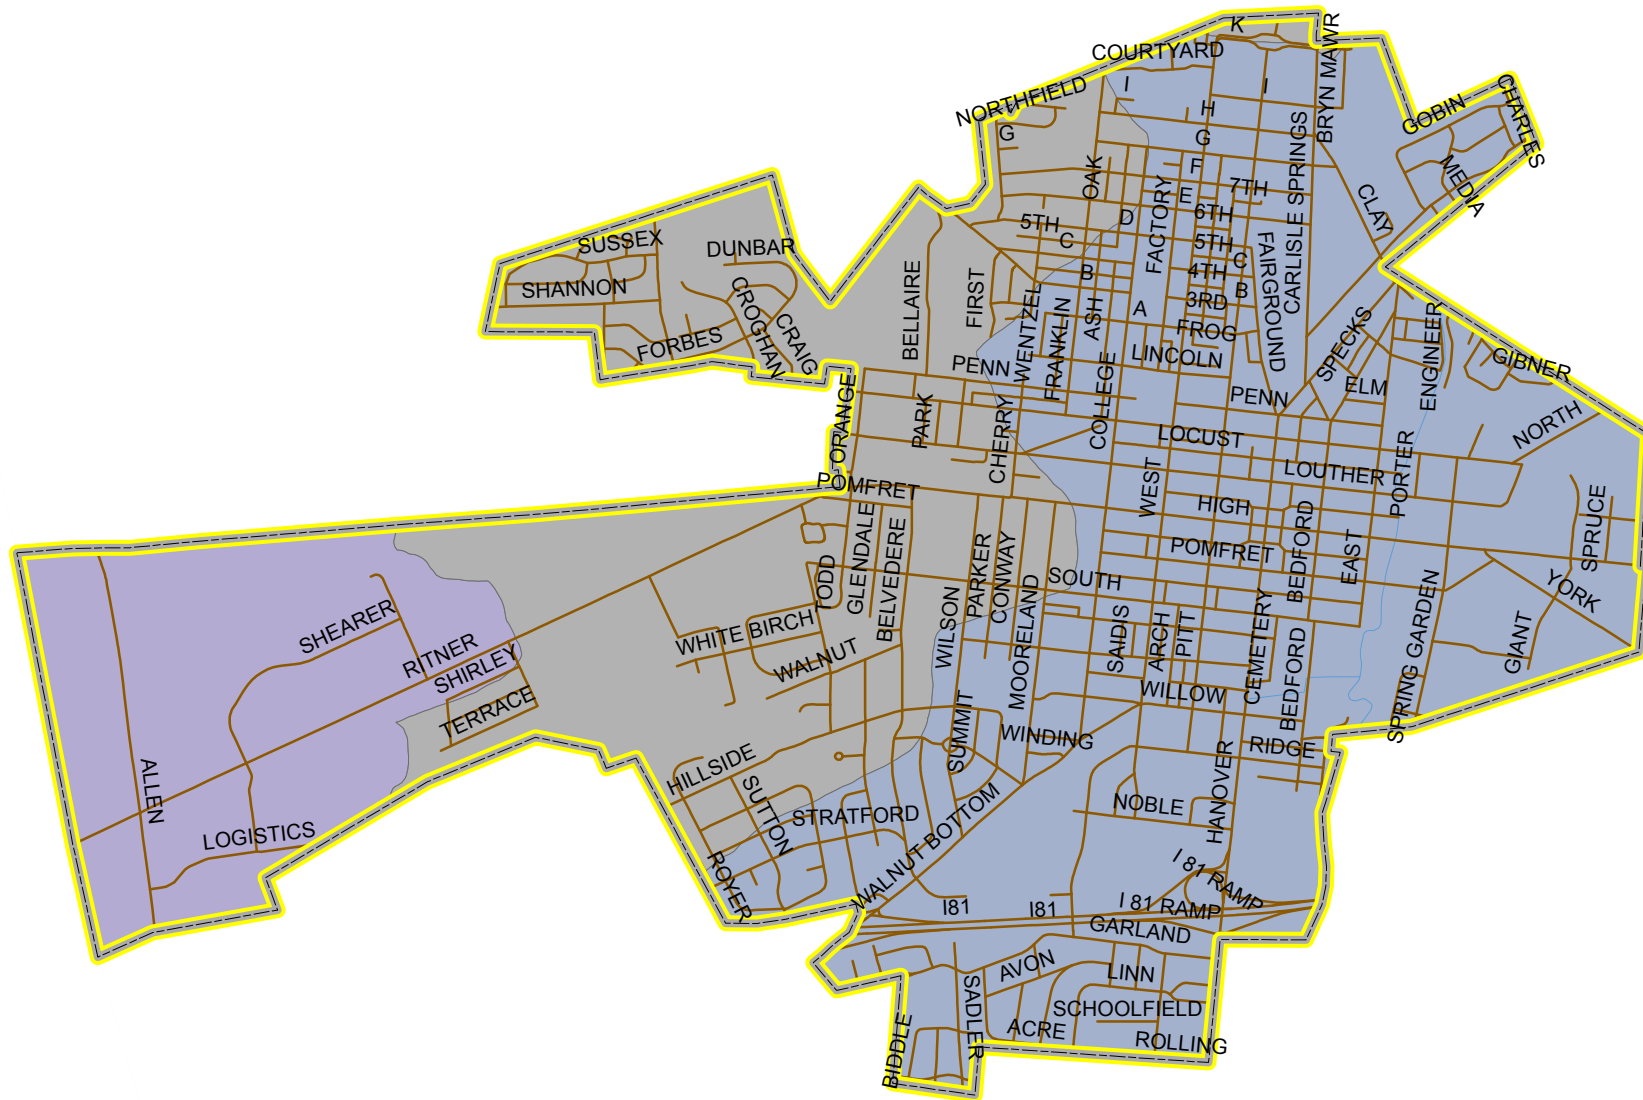 K
COURTYARD
BRYN MAWR
NORTHFIELD
I
I
GOBIN
CHARLES
H
G
G
CARLISLE SPRINGS
OAK
F
7TH
MEDIA
E
FACTORY
CLAY
5TH
D
6TH
SUSSEX
DUNBAR
C
5TH
FAIRGROUND
C
SHANNON
BELLAIRE
FIRST
B
4TH
B
CROGHAN
CRAIG
WENTZEL
FRANKLIN
ASH
A
3RD
FROG
SPECKS
ENGINEER
FORBES
LINCOLN
GIBNER
PENN
ELM
PENN
ORANGE
PARK
CHERRY
COLLEGE
NORTH
LOCUST
PORTER
LOUTHER
POMFRET
WEST
HIGH
BEDFORD
SPRUCE
GLENDALE
BELVEDERE
PARKER
CONWAY
POMFRET
EAST
TODD
SOUTH
YORK
WILSON
MOORELAND
SHEARER
WHITE BIRCH
SAIDIS
ARCH
PITT
CEMETERY
BEDFORD
SPRING GARDEN
GIANT
RITNER
SHIRLEY
WALNUT
WILLOW
TERRACE
SUMMIT
WINDING
RIDGE
ALLEN
HILLSIDE
SUTTON
HANOVER
NOBLE
STRATFORD
LOGISTICS
WALNUT BOTTOM
ROYER
I 81 RAMP
I81
I81
I 81 RAMP
GARLAND
AVON
LINN
SADLER
SCHOOLFIELD
ACRE
BIDDLE
ROLLING